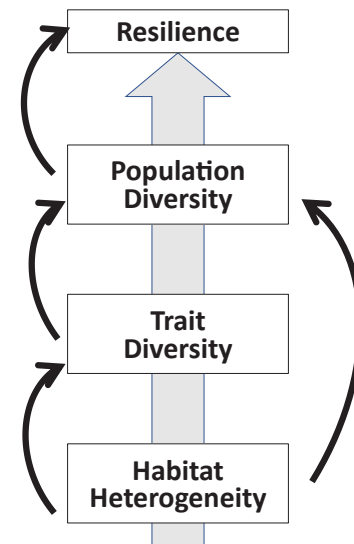 Resilience
Population
Diversity
Trait
Diversity
Habitat
Heterogeneity